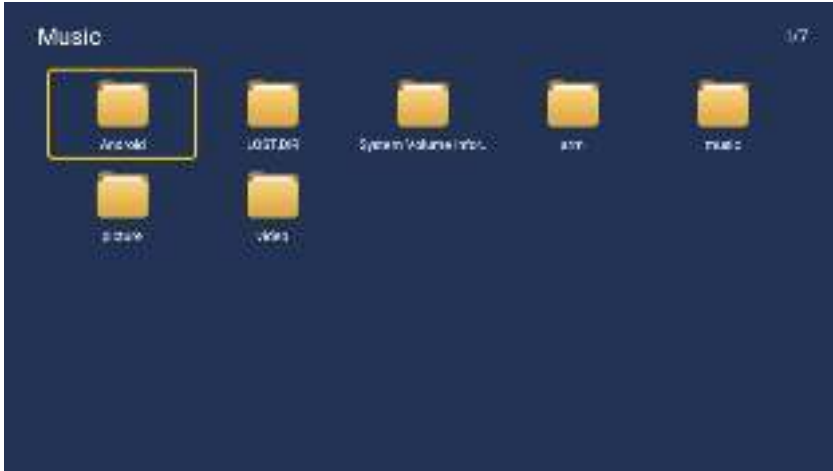 Music
1/7
Android
LOST.DIR
System Volume Infor..
music
picture
video